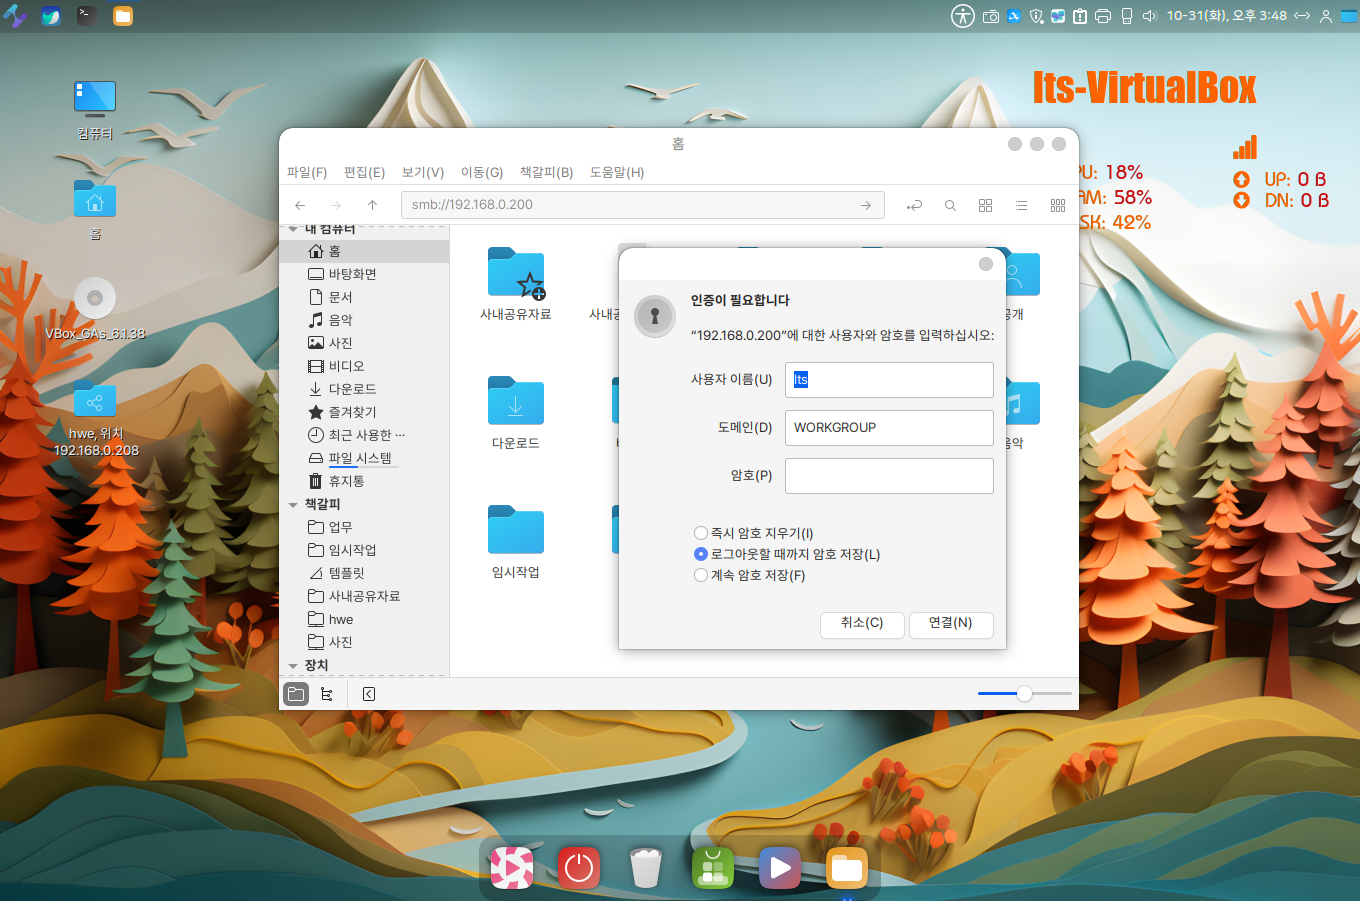 10-31(화), 오후 3:48
Its-VirtualBox
18%
58%
42%
UP: 0 B
DN: 0 B
컴퓨터
홈
VBox_GAs_6.1.38
hwe, 위치
192.168.0.208
홈
파일(F) 편집(E) 보기(V) 이동(G) 책갈피(B) 도움말(H)
smb://192.168.0.200
내 컴퓨터
홈
바탕화면
문서
음악
사진
비디오
다운로드
즐겨찾기
최근 사용한 ···
파일 시스템
휴지통
책갈피
업무
임시작업
템플릿
사내공유자료
hwe
사진
장치
사내공유자료
다운로드
임시작업
인증이 필요합니다
“192.168.0.200”에 대한 사용자와 암호를 입력하십시오:
사용자 이름(U) lts
도메인(D) WORKGROUP
암호(P)
즉시 암호 지우기(I)
로그아웃할 때까지 암호 저장(L)
계속 암호 저장(F)
취소(C) 연결(N)